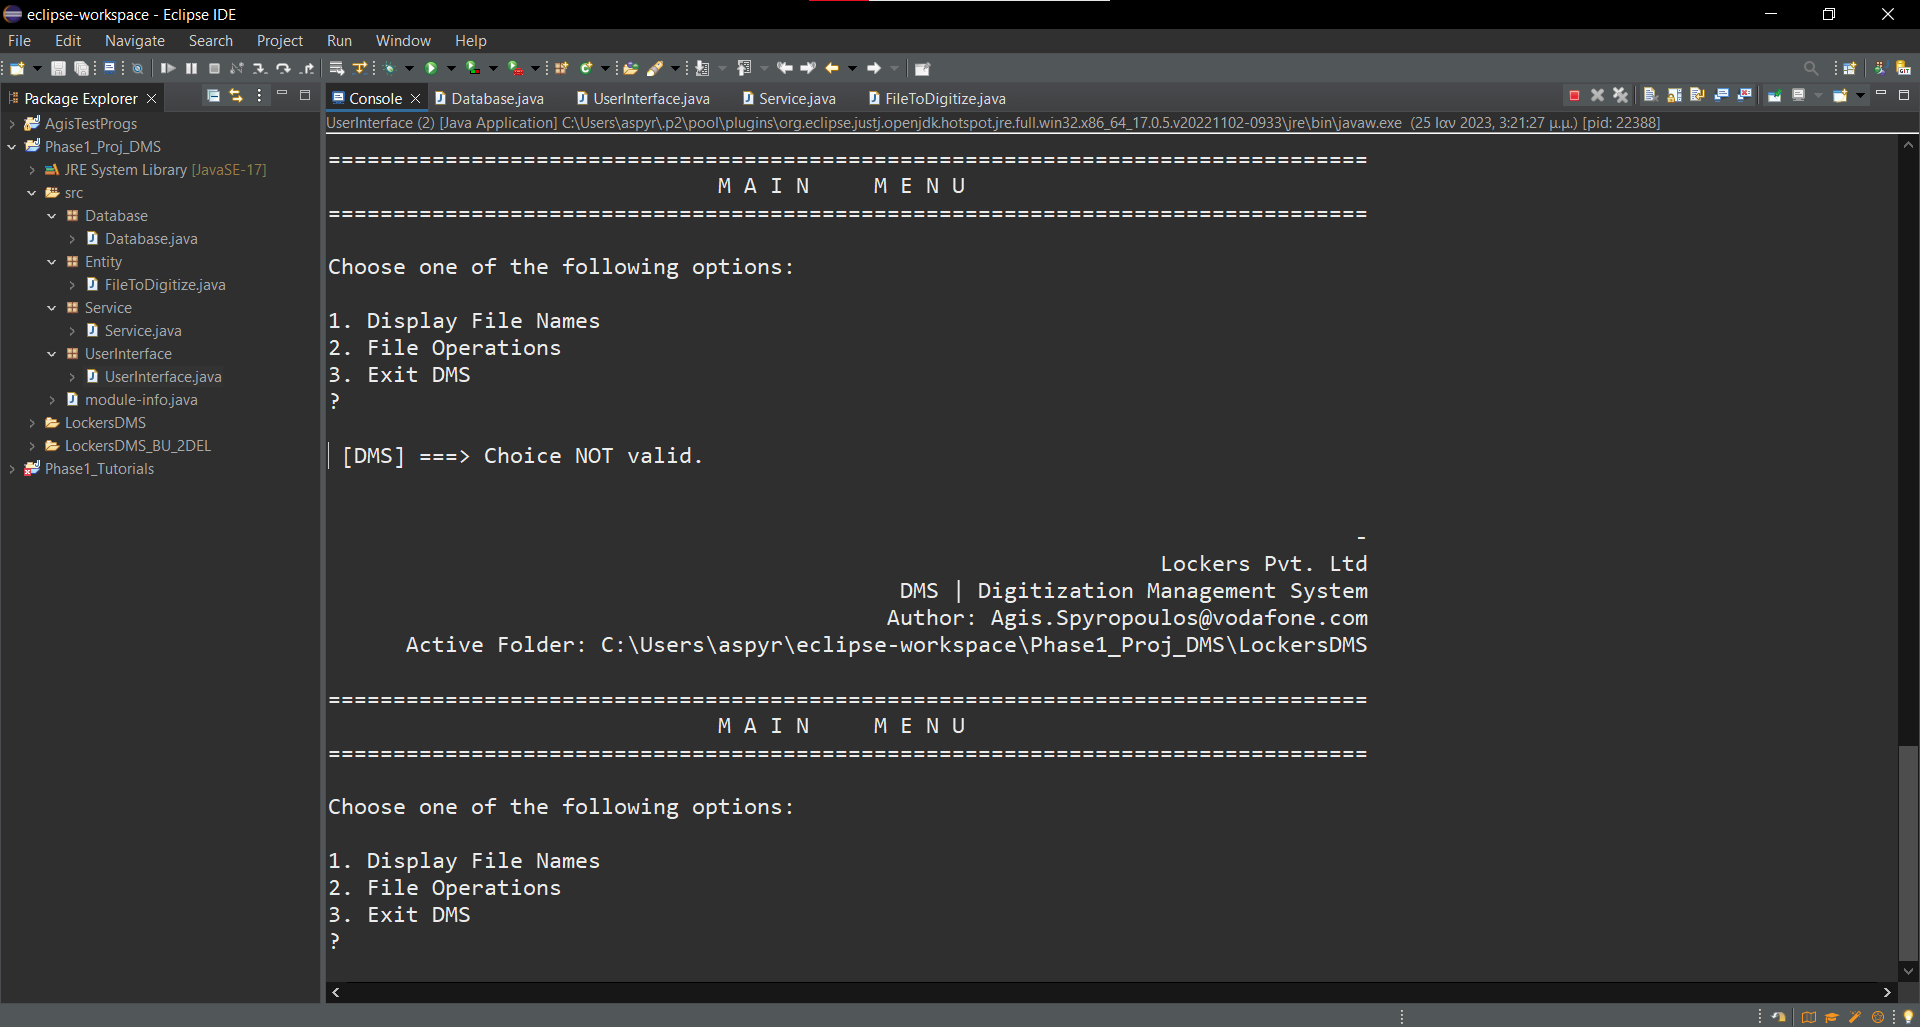 eclipse-workspace - Eclipse IDE
File Edit Navigate Search Project Run Window Help
Package Explorer
Console Database.java UserInterface.java Service.java FileToDigitize.java
UserInterface (2) [Java Application] C:\Users\aspyr\.p2\pool\plugins\org.eclipse.justj.openjdk.hotspot.jre.full.win32.x86_64_17.0.5.v20221102-0933\jre\bin\javaw.exe (25 Ιαν 2023, 3:21:27 μ.μ.) [pid: 22388]
AgisTestProgs
Phase1_Proj_DMS
JRE System Library [JavaSE-17]
src
Database
Database.java
Entity
FileToDigitize.java
Service
Service.java
UserInterface
UserInterface.java
module-info.java
LockersDMS
LockersDMS_BU_2DEL
Phase1_Tutorials
================================================================================
M A I N     M E N U
================================================================================
Choose one of the following options:
1. Display File Names
2. File Operations
3. Exit DMS
?
[DMS] ===> Choice NOT valid.
-
Lockers Pvt. Ltd
DMS | Digitization Management System
Author: Agis.Spyropoulos@vodafone.com
Active Folder: C:\Users\aspyr\eclipse-workspace\Phase1_Proj_DMS\LockersDMS
================================================================================
M A I N     M E N U
================================================================================
Choose one of the following options:
1. Display File Names
2. File Operations
3. Exit DMS
?